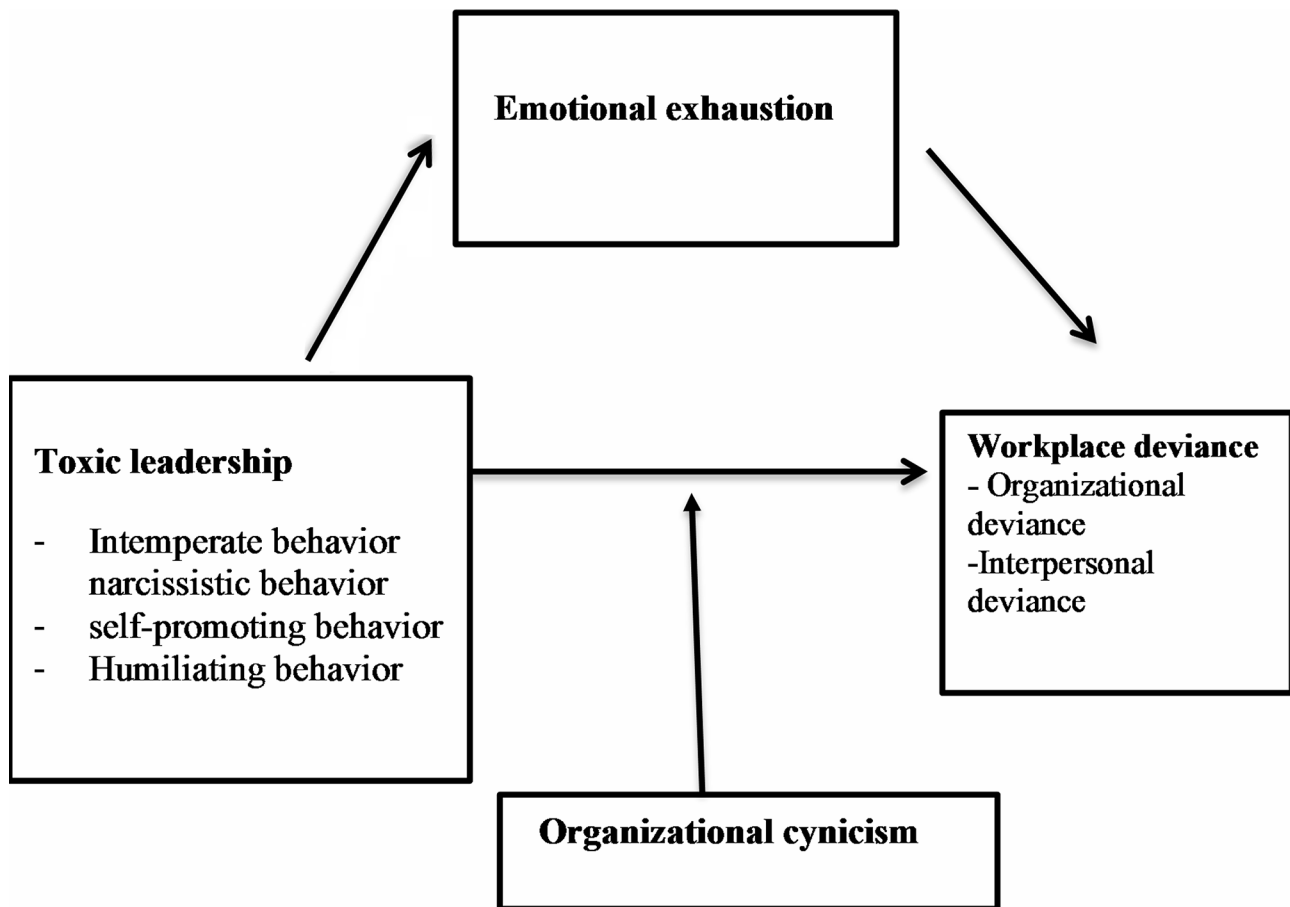 Emotional exhaustion
Toxic leadership
- Intemperate behavior
narcissistic behavior
- self-promoting behavior
- Humiliating behavior
Workplace deviance
- Organizational
deviance
-Interpersonal
deviance
Organizational cynicism